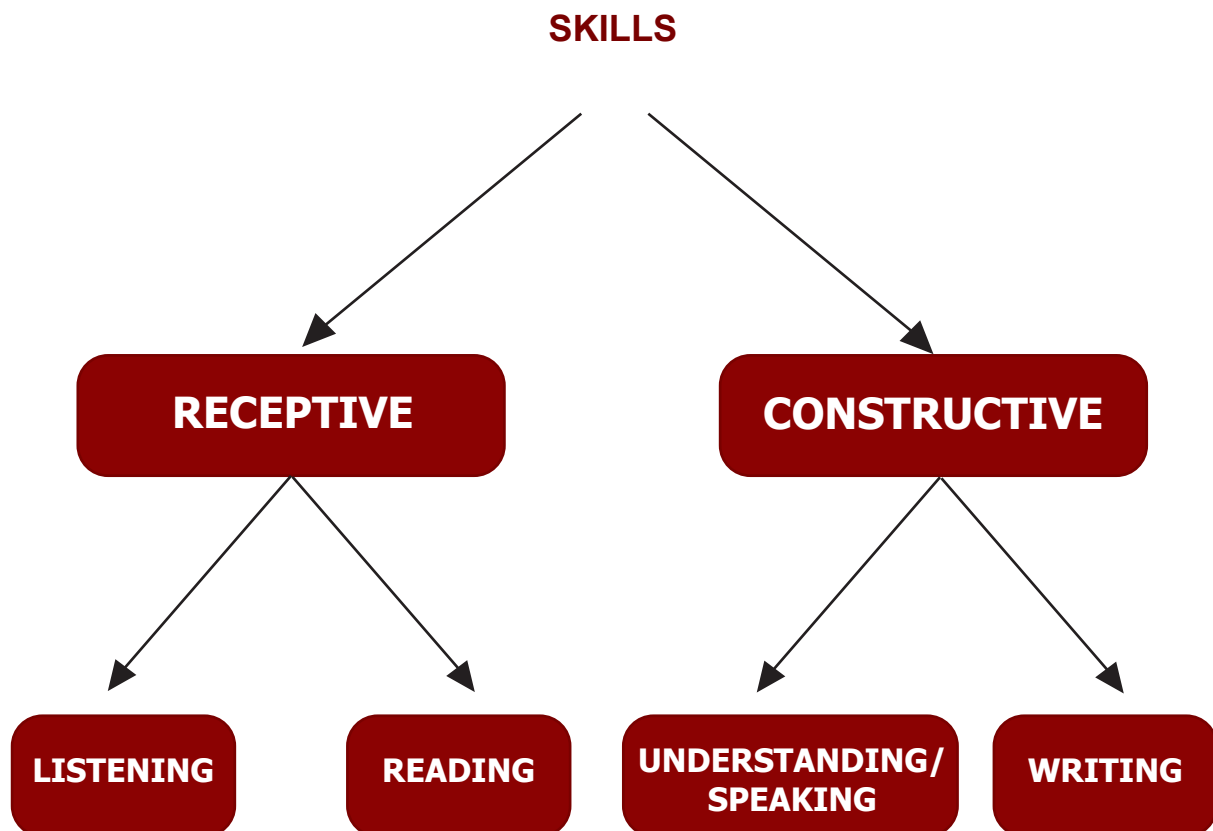 SKILLS
RECEPTIVE
CONSTRUCTIVE
LISTENING
READING
UNDERSTANDING/
SPEAKING
WRITING